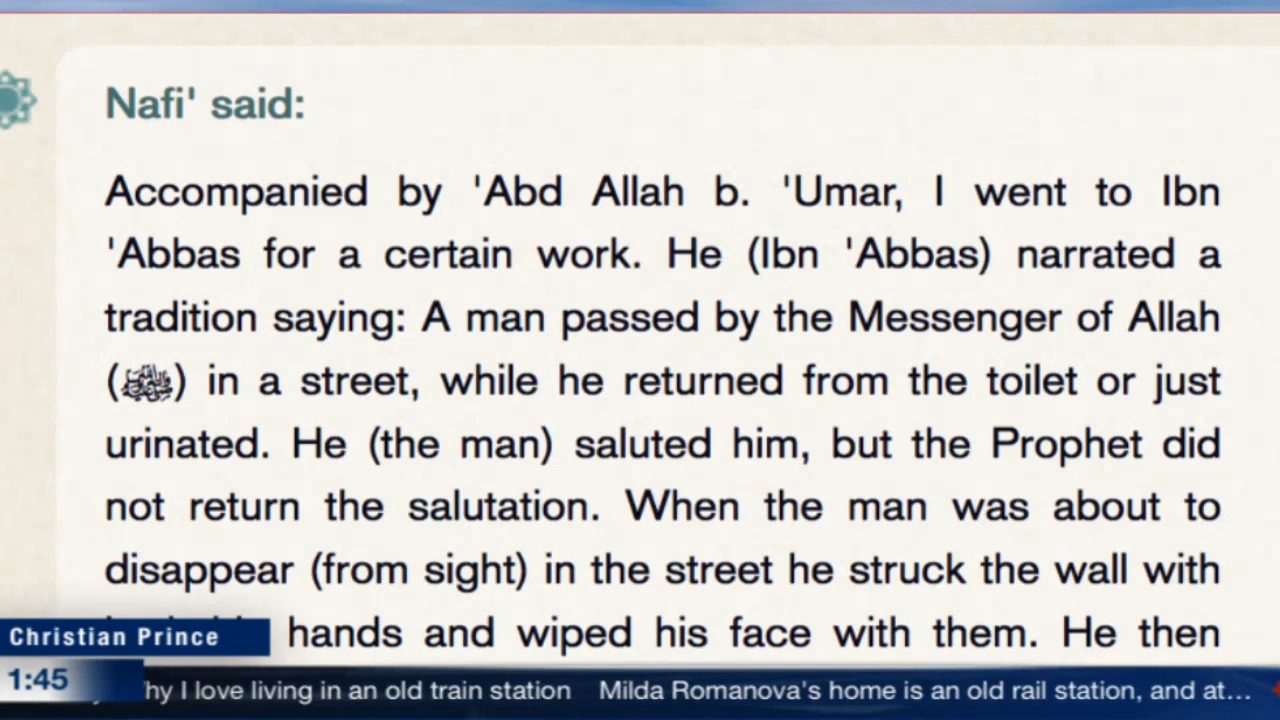 Nafi' said:
Accompanied by 'Abd Allah b. 'Umar, I went to Ibn
'Abbas for a certain work. He (Ibn 'Abbas) narrated a
tradition saying: A man passed by the Messenger of Allah
(ﷺ) in a street, while he returned from the toilet or just
urinated. He (the man) saluted him, but the Prophet did
not return the salutation. When the man was about to
disappear (from sight) in the street he struck the wall with
hands and wiped his face with them. He then
Christian Prince
1:45
hy I love living in an old train station Milda Romanova's home is an old rail station, and at...